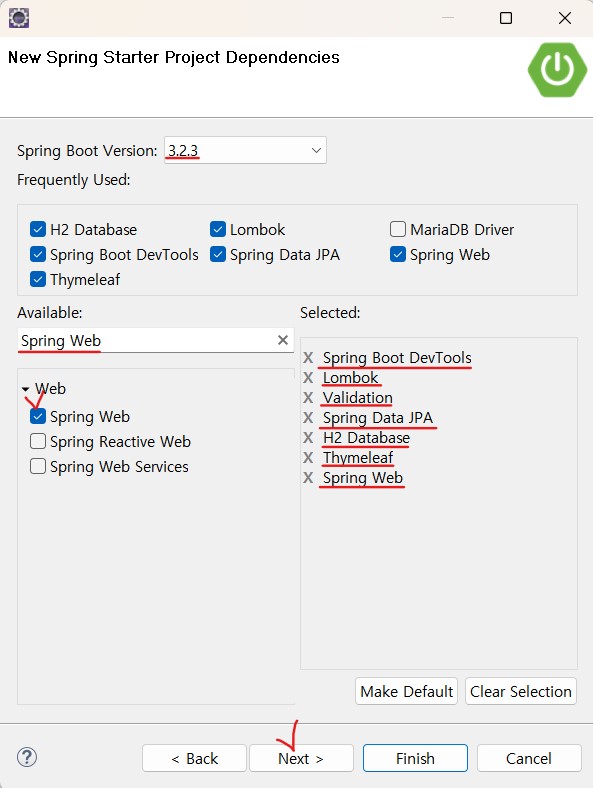 New Spring Starter Project Dependencies
Spring Boot Version: 3.2.3
Frequently Used:
H2 Database Lombok MariaDB Driver
Spring Boot DevTools Spring Data JPA Spring Web
Thymeleaf
Available: Selected:
Spring Web
Web
Spring Web
Spring Reactive Web
Spring Web Services
X Spring Boot DevTools
X Lombok
X Validation
X Spring Data JPA
X H2 Database
X Thymeleaf
X Spring Web
Make Default Clear Selection
? < Back Next > Finish Cancel